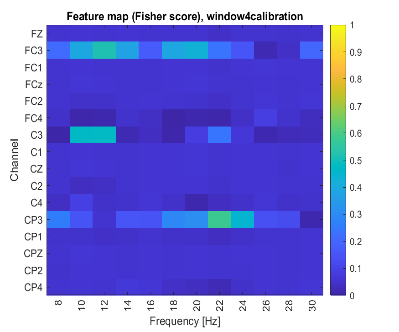 Feature map (Fisher score), window4calibration
Channel
FZ
FC3
FC1
FCz
FC2
FC4
C3
C1
CZ
C2
C4
CP3
CP1
CPZ
CP2
CP4
8 10 12 14 16 18 20 22 24 26 28 30
Frequency [Hz]
1
0.9
0.8
0.7
0.6
0.5
0.4
0.3
0.2
0.1
0